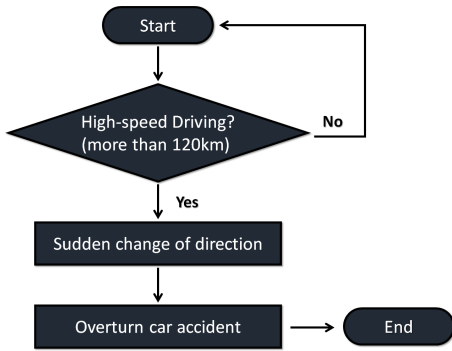 Start
High-speed Driving?
(more than 120km)
No
Yes
Sudden change of direction
Overturn car accident
End